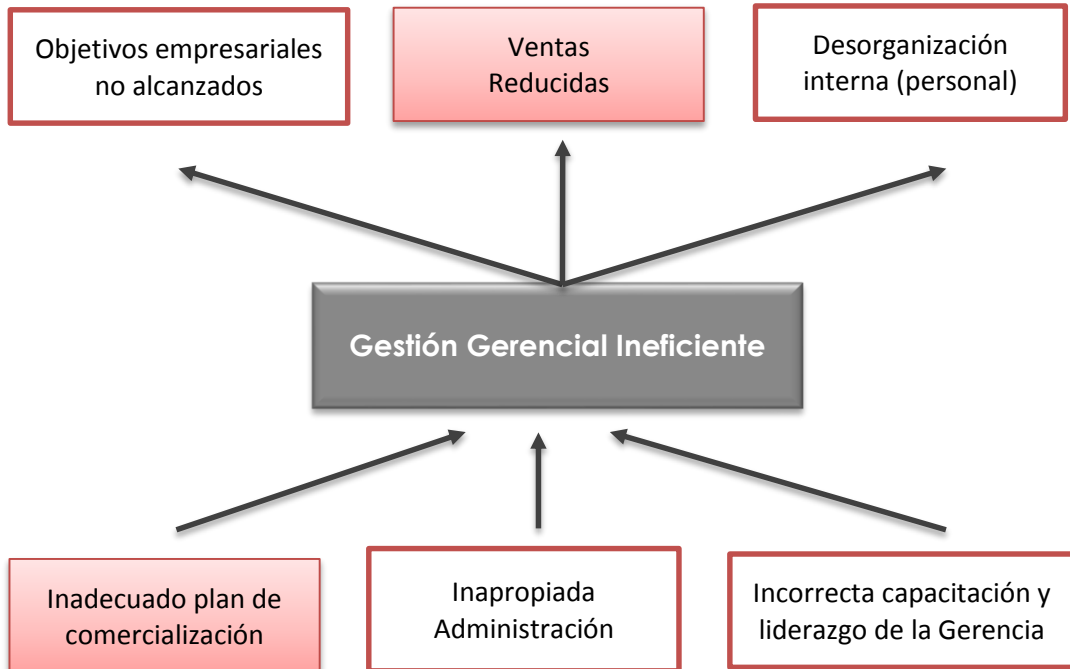 Objetivos empresariales
no alcanzados
Ventas
Reducidas
Desorganización
interna (personal)
Gestión Gerencial Ineficiente
Inadecuado plan de
comercialización
Inapropiada
Administración
Incorrecta capacitación y
liderazgo de la Gerencia